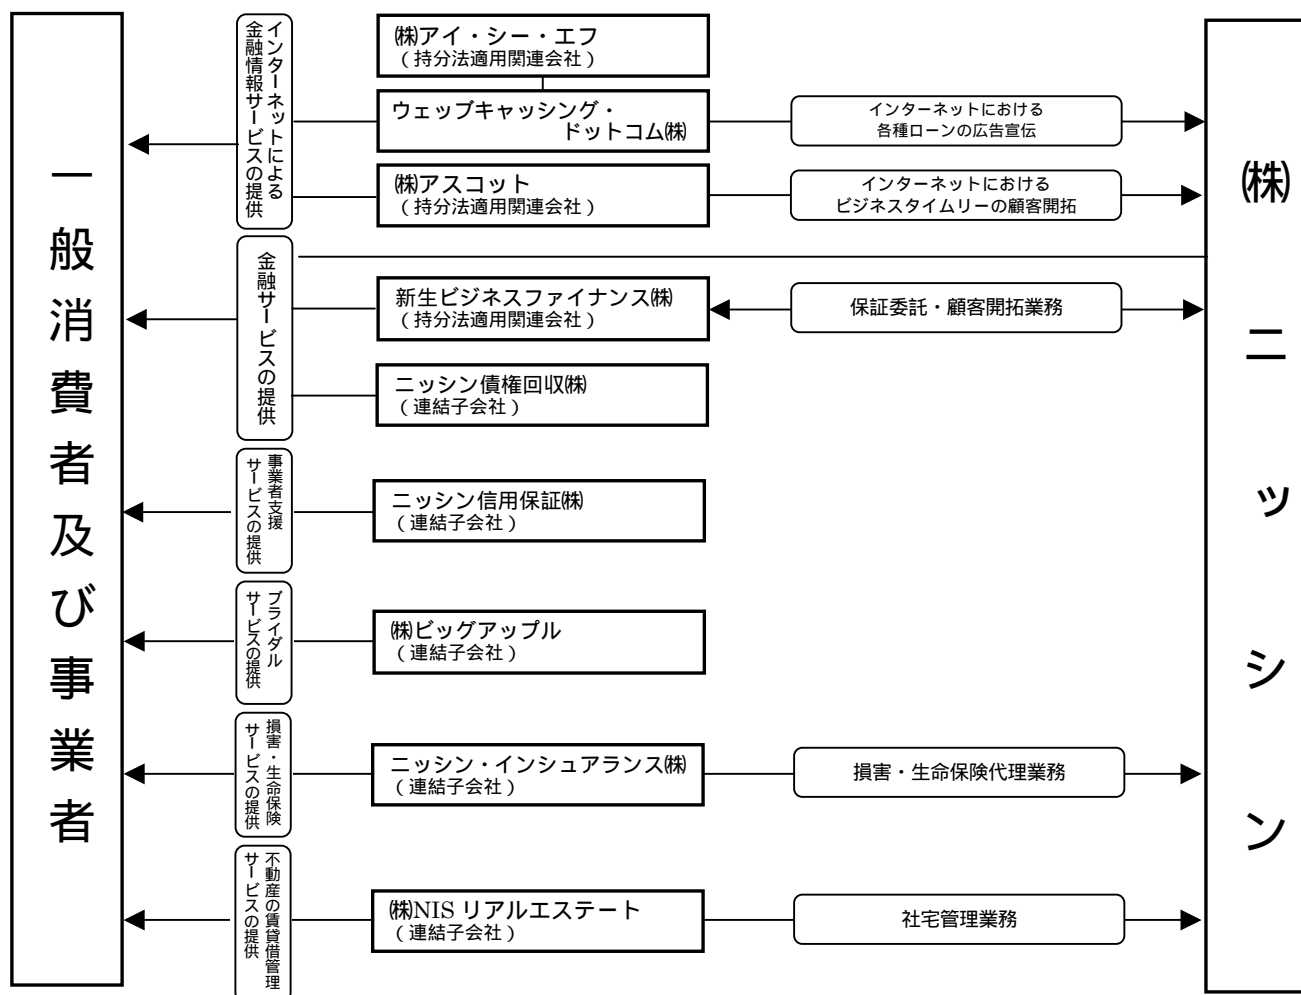 一般消費者及び事業者
インターネットによる
金融情報サービスの提供
㈱アイ・シー・エフ
（持分法適用関連会社）
ウェッブキャッシング・
ドットコム㈱
インターネットにおける
各種ローンの広告宣伝
㈱アスコット
（持分法適用関連会社）
インターネットにおける
ビジネスタイムリーの顧客開拓
金融サービスの提供
新生ビジネスファイナンス㈱
（持分法適用関連会社）
保証委託・顧客開拓業務
ニッシン債権回収㈱
（連結子会社）
事業者支援
サービスの提供
ニッシン信用保証㈱
（連結子会社）
ブライダル
サービスの提供
㈱ビッグアップル
（連結子会社）
損害・生命保険
サービスの提供
ニッシン・インシュアランス㈱
（連結子会社）
損害・生命保険代理業務
不動産の賃貸借管理
サービスの提供
㈱NIS リアルエステート
（連結子会社）
社宅管理業務
㈱ニッシン